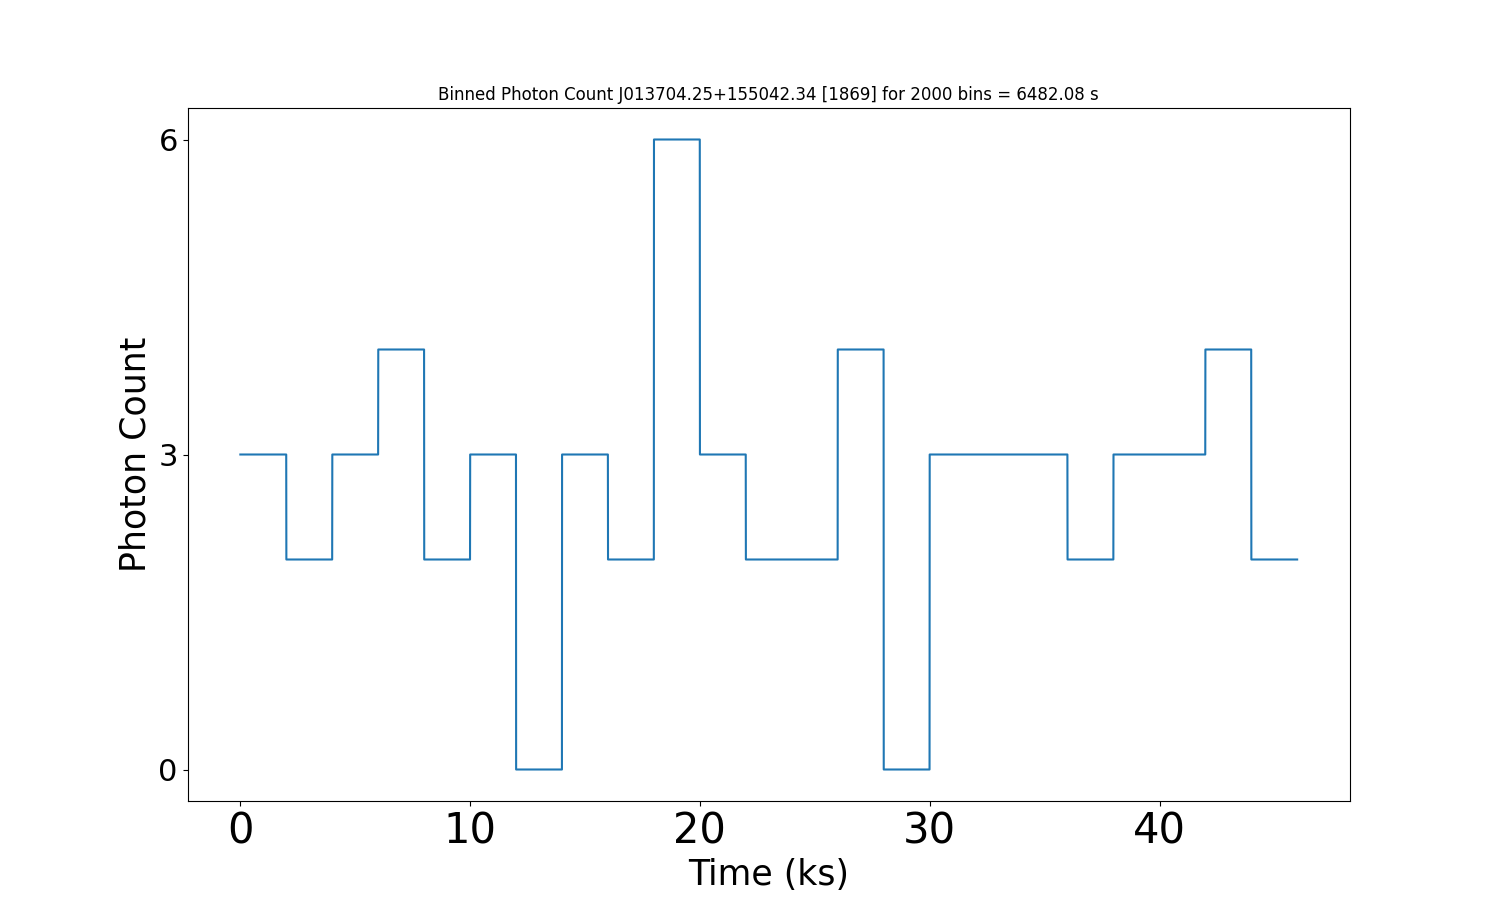 Binned Photon Count J013704.25+155042.34 [1869] for 2000 bins = 6482.08 s
6
3
0
Photon Count
0 10 20 30 40
Time (ks)